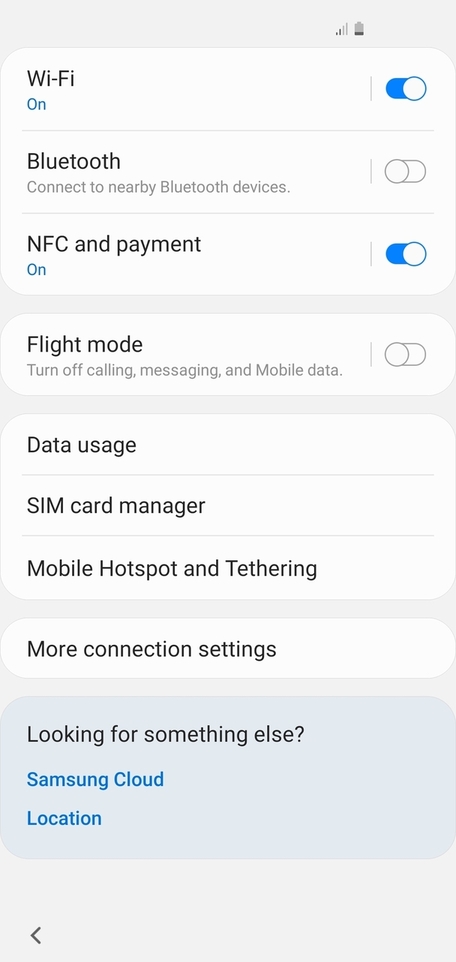 Wi-Fi
On
Bluetooth
Connect to nearby Bluetooth devices.
NFC and payment
On
Flight mode
Turn off calling, messaging, and Mobile data.
Data usage
SIM card manager
Mobile Hotspot and Tethering
More connection settings
Looking for something else?
Samsung Cloud
Location